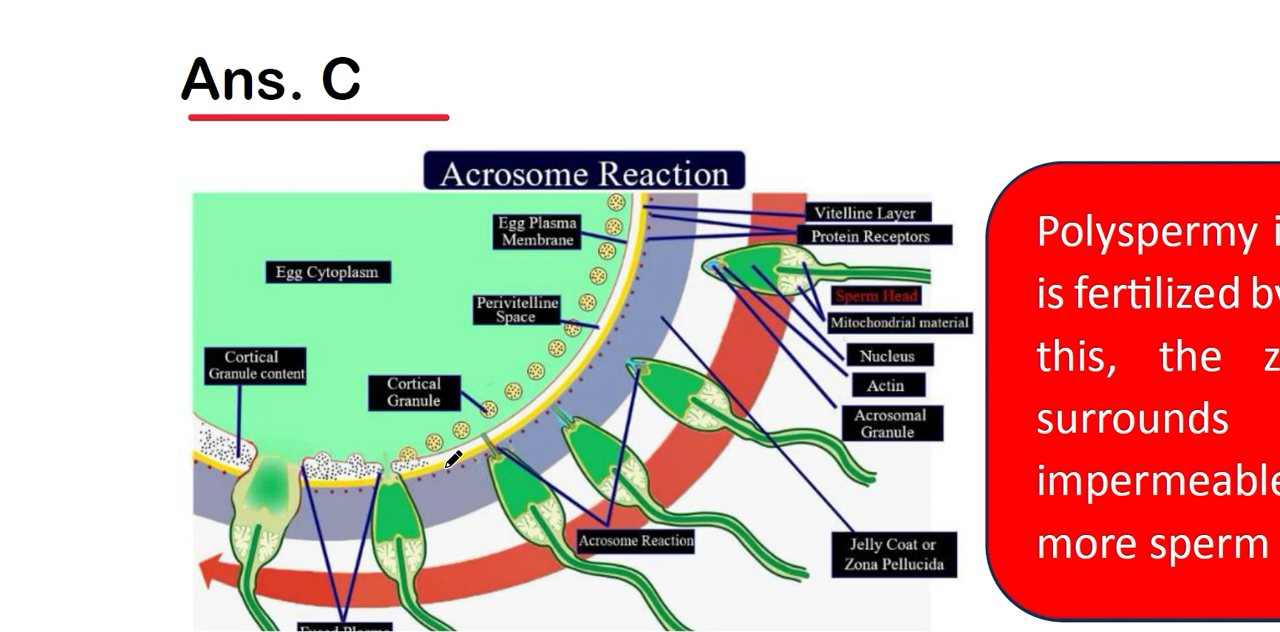 Ans. C
Acrosome Reaction
Vitelline Layer
Protein Receptors
Egg Plasma
Membrane
Egg Cytoplasm
Sperm Head
Perivitelline
Space
Mitochondrial material
Nucleus
Cortical
Granule content
Cortical
Granule
Actin
Acrosomal
Granule
Acrosome Reaction
Jelly Coat or
Zona Pellucida
Polyspermy
is fertilized
this, the
surrounds
impermeable
more sperm